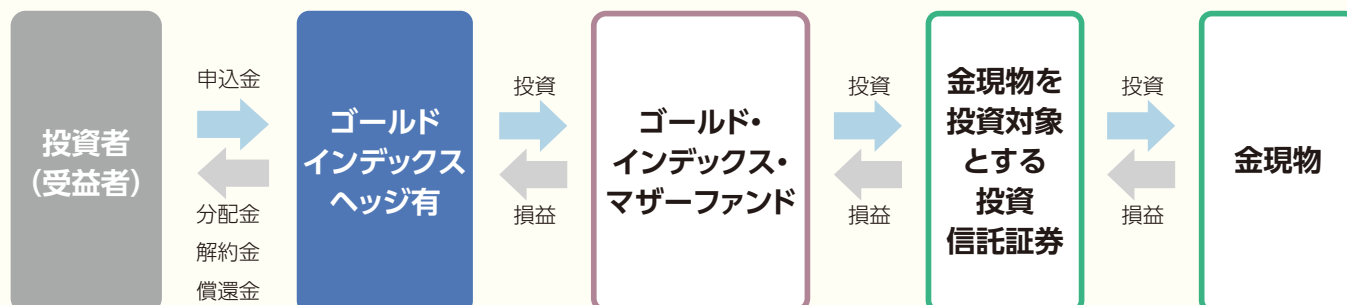 投資者
(受益者)
申込金
分配金
解約金
償還金
ゴールド
インデックス
ヘッジ有
投資
損益
ゴールド・
インデックス・
マザーファンド
投資
損益
金現物を
投資対象
とする
投資
信託証券
投資
損益
金現物